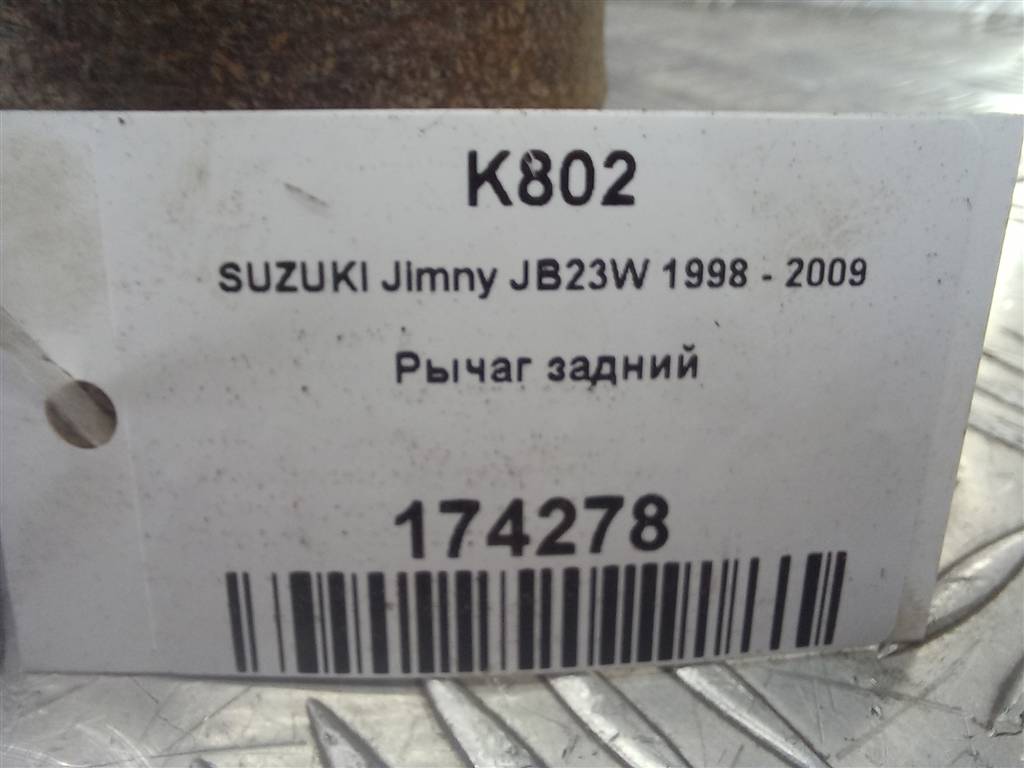 K802
SUZUKI Jimny JB23W 1998 - 2009
Рычаг задний
174278